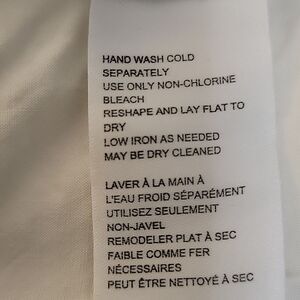 HAND WASH COLD
SEPARATELY
USE ONLY NON-CHLORINE
BLEACH
RESHAPE AND LAY FLAT TO
DRY
LOW IRON AS NEEDED
MAY BE DRY CLEANED
LAVER À LA MAIN À
L'EAU FROID SÉPARÉMENT
UTILISEZ SEULEMENT
NON-JAVEL
REMODELER PLAT À SEC
FAIBLE COMME FER
NÉCESSAIRES
PEUT ÊTRE NETTOYÉ À SEC